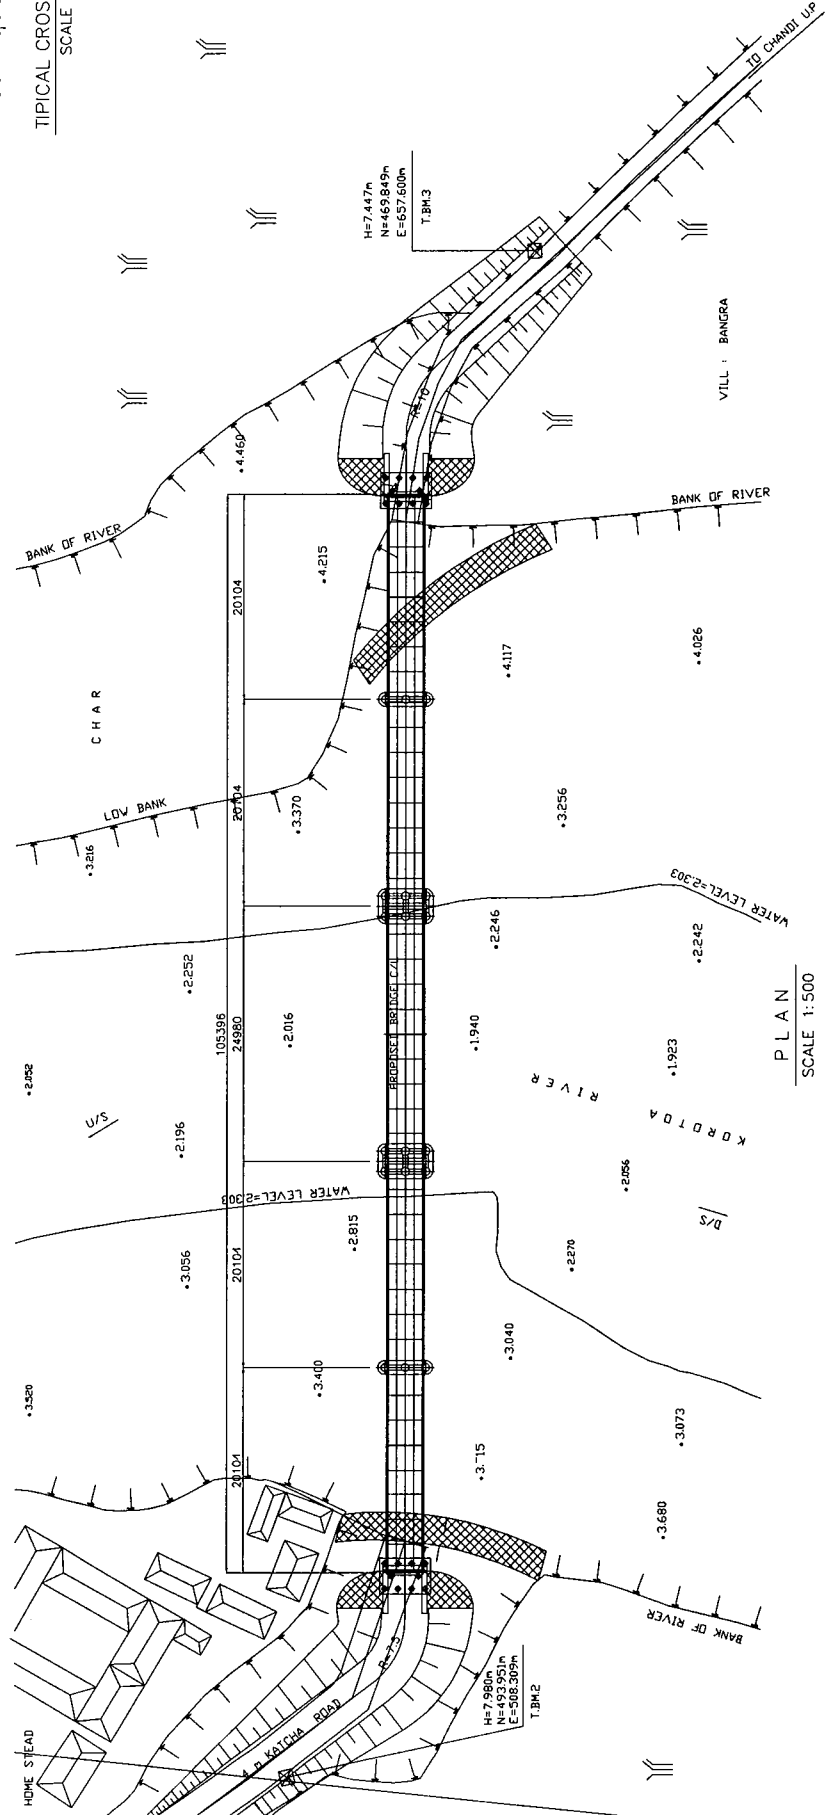 TIPICAL CROS
SCALE
TO CHANDI U.P
H=7.447m
N=469.849m
E=657.600m
T.BM.3
VILL : BANGRA
R=10
4.460
BANK OF RIVER
BANK OF RIVER
20104
4.215
4.117
4.026
CHAR
LOW BANK
20104
3.370
3.256
3.216
WATER LEVEL=2.303
2.246
2.242
2.252
105396
24980
2.016
PROPOSED BRIDGE C/L
1.940
1.923
PLAN
SCALE 1:500
2.052
U/S
2.196
RIVER
KOROTOA
2.056
D/S
WATER LEVEL=2.303
2.815
3.056
20104
2.270
3.040
3.400
3.520
3.073
20104
3.680
BANK OF RIVER
R=7.5
H=7.980m
N=493.951m
E=508.309m
T.BM.2
KATCHA ROAD
HOME STEAD